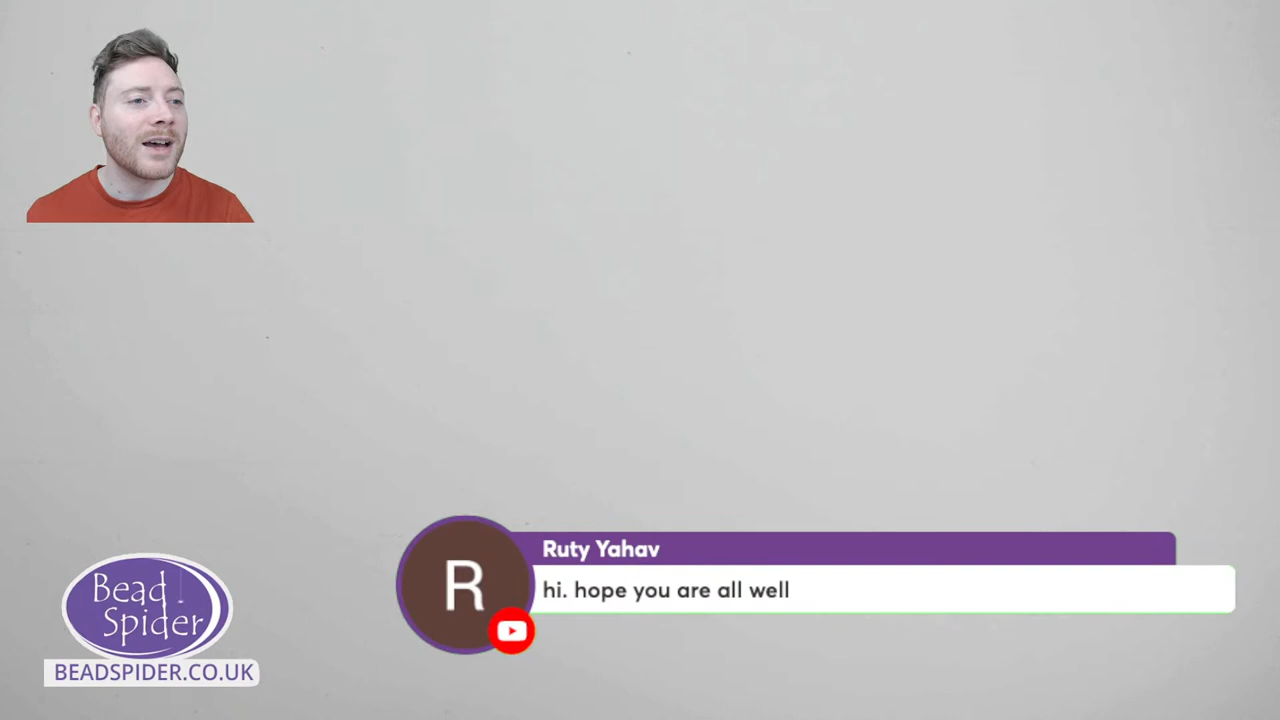 Ruty Yahav
R
hi. hope you are all well
Bead
Spider
BEADSPIDER.CO.UK